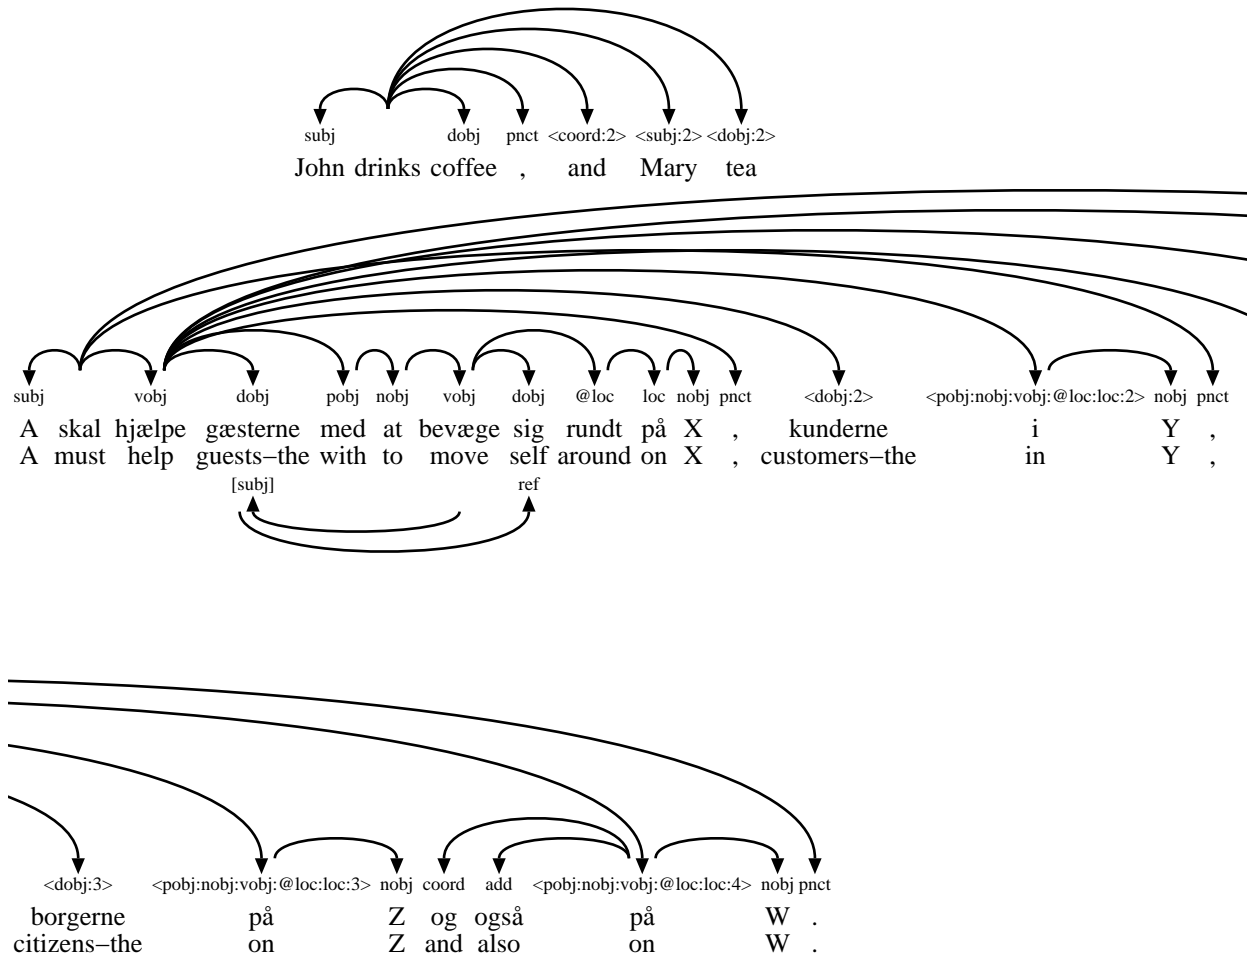 subj dobj pnct <coord:2> <subj:2> <dobj:2>
John drinks coffee , and Mary tea
subj vobj dobj pobj nobj vobj dobj @loc loc nobj pnct <dobj:2> <pobj:nobj:vobj:@loc:loc:2> nobj pnct
A skal hjælpe gæsterne med at bevæge sig rundt på X , kunderne i Y ,
A must help guests–the with to move self around on X , customers–the in Y ,
[subj] ref
<dobj:3> <pobj:nobj:vobj:@loc:loc:3> nobj coord add <pobj:nobj:vobj:@loc:loc:4> nobj pnct
borgerne på Z og også på W .
citizens–the on Z and also on W .